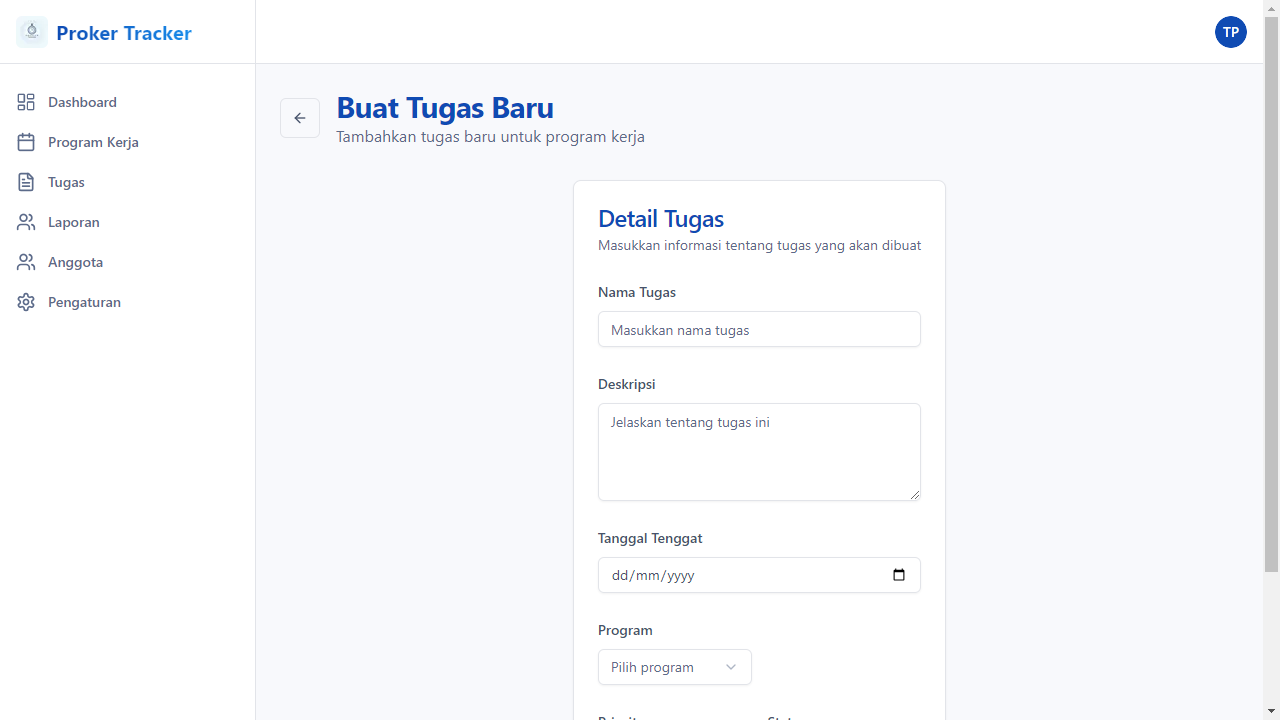 Proker Tracker
TP
Dashboard
Program Kerja
Tugas
Laporan
Anggota
Pengaturan
Buat Tugas Baru
Tambahkan tugas baru untuk program kerja
Detail Tugas
Masukkan informasi tentang tugas yang akan dibuat
Nama Tugas
Masukkan nama tugas
Deskripsi
Jelaskan tentang tugas ini
Tanggal Tenggat
dd/mm/yyyy
Program
Pilih program